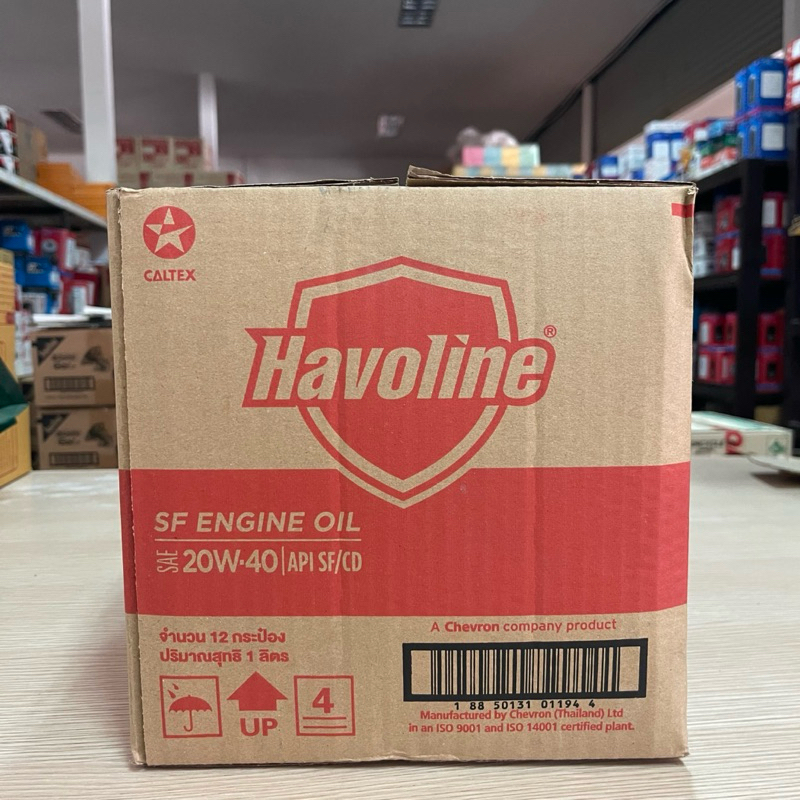 CALTEX
Havoline®
SF ENGINE OIL
SAE 20W-40 | API SF/CD
จำนวน 12 กระป๋อง
ปริมาณสุทธิ 1 ลิตร
UP
4
A Chevron company product
1 88 50131 01194 4
Manufactured by Chevron (Thailand) Ltd
in an ISO 9001 and ISO 14001 certified plant.